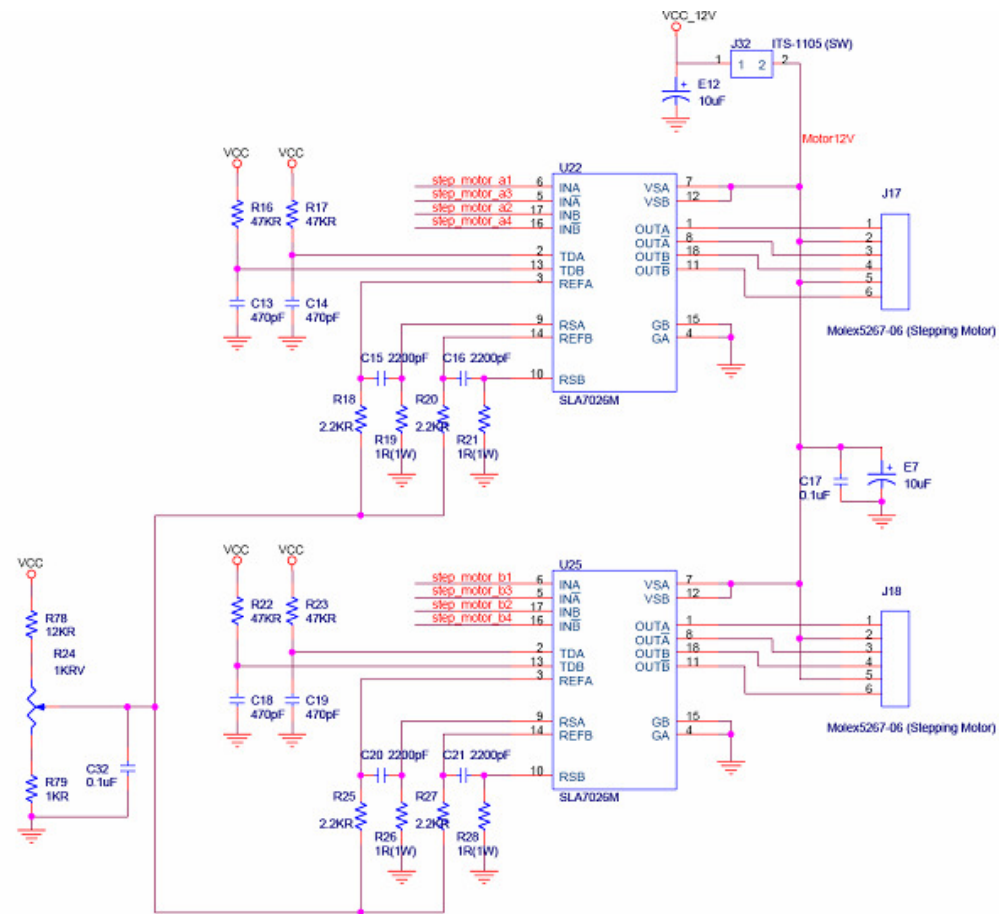 VCC_12V
J32 ITS-1105 (SW)
1 1 2 2
E12
10uF
Motor12V
VCC VCC
R16 47KR
R17 47KR
C13 470pF
C14 470pF
U22
step_motor_a1 6 INA
step_motor_a3 5 INA
step_motor_a2 17 INB
step_motor_a4 16 INB
2 TDA
13 TDB
3 REFA
9 RSA
14 REFB
10 RSB
VSA 7
VSB 12
OUTA 1
OUTA 8
OUTB 18
OUTB 11
GB 15
GA 4
SLA7026M
J17
1
2
3
4
5
6
Molex5267-06 (Stepping Motor)
C15 2200pF
C16 2200pF
R18
2.2KR
R19
1R(1W)
R20
2.2KR
R21
1R(1W)
C17
0.1uF
E7
10uF
VCC
R78
12KR
R24
1KRV
R79
1KR
C32
0.1uF
VCC VCC
R22 47KR
R23 47KR
C18 470pF
C19 470pF
U25
step_motor_b1 6 INA
step_motor_b3 5 INA
step_motor_b2 17 INB
step_motor_b4 16 INB
2 TDA
13 TDB
3 REFA
9 RSA
14 REFB
10 RSB
VSA 7
VSB 12
OUTA 1
OUTA 8
OUTB 18
OUTB 11
GB 15
GA 4
SLA7026M
J18
1
2
3
4
5
6
Molex5267-06 (Stepping Motor)
C20 2200pF
C21 2200pF
R25
2.2KR
R26
1R(1W)
R27
2.2KR
R28
1R(1W)